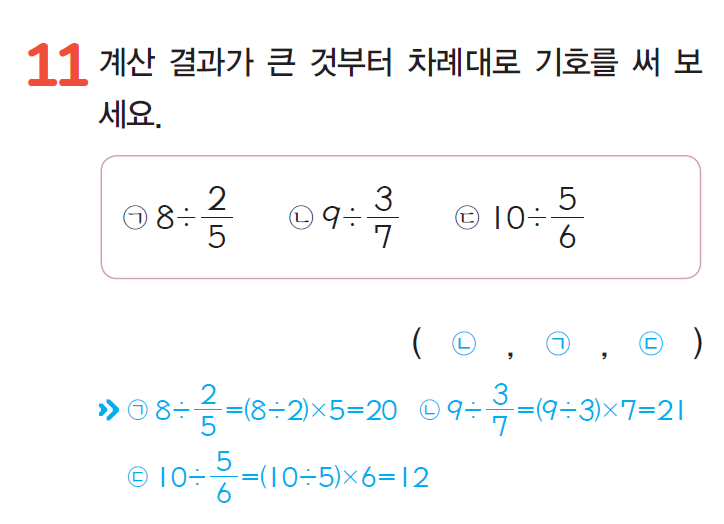 11 계산 결과가 큰 것부터 차례대로 기호를 써 보
세요.
㉠ 8÷2/5 ㉡ 9÷3/7 ㉢ 10÷5/6
( ㉡ , ㉠ , ㉢ )
㉠ 8÷2/5=(8÷2)×5=20 ㉡ 9÷3/7=(9÷3)×7=21
㉢ 10÷5/6=(10÷5)×6=12